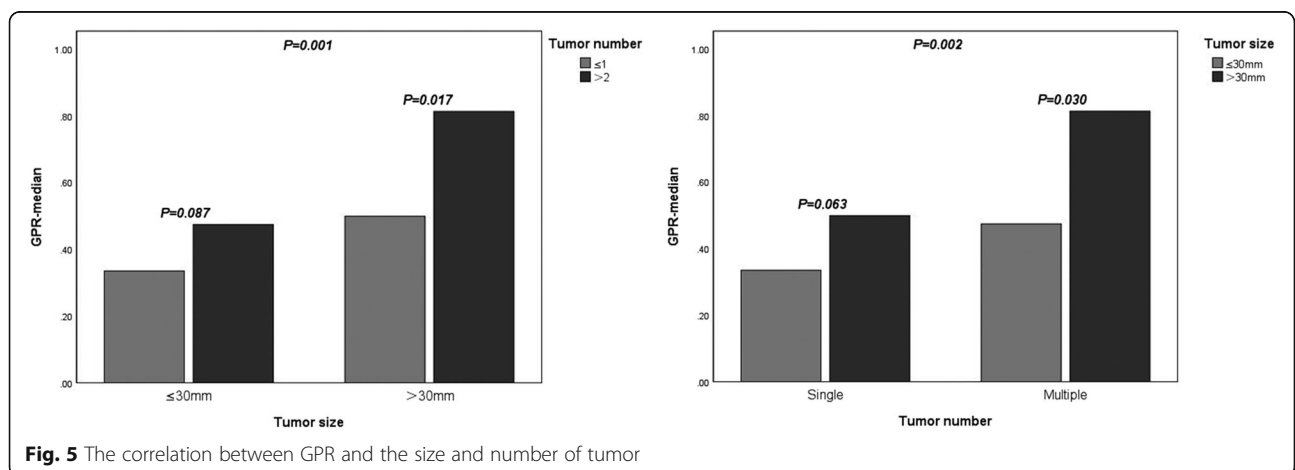 P=0.001
Tumor number
≤1
>2
1.00
.80
.60
.40
.20
.00
GPR-median
P=0.087
P=0.017
≤30mm
>30mm
Tumor size
P=0.002
Tumor size
≤30mm
>30mm
1.00
.80
.60
.40
.20
.00
GPR-median
P=0.063
P=0.030
Single
Multiple
Tumor number
Fig. 5 The correlation between GPR and the size and number of tumor